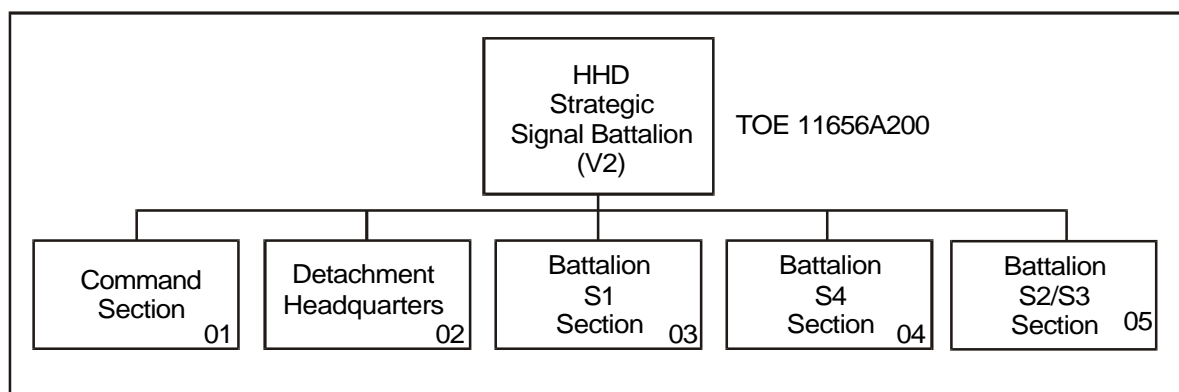 HHD
Strategic
Signal Battalion
(V2)
TOE 11656A200
Command
Section
01
Detachment
Headquarters
02
Battalion
S1
Section
03
Battalion
S4
Section
04
Battalion
S2/S3
Section
05